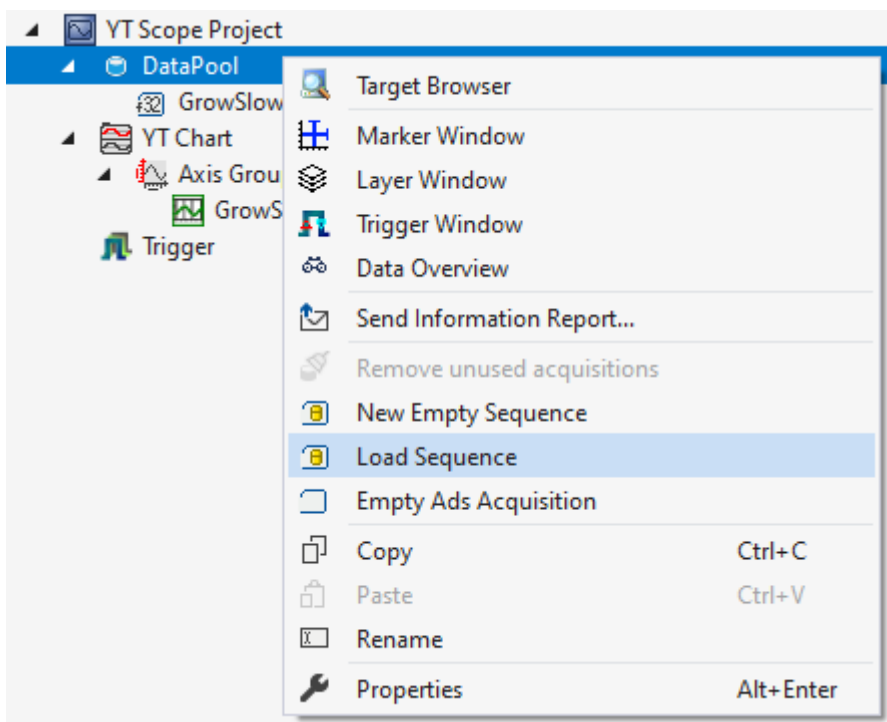 YT Scope Project
DataPool
GrowSlow
YT Chart
Axis Grou
GrowS
Trigger
Target Browser
Marker Window
Layer Window
Trigger Window
Data Overview
Send Information Report...
Remove unused acquisitions
New Empty Sequence
Load Sequence
Empty Ads Acquisition
Copy Ctrl+C
Paste Ctrl+V
Rename
Properties Alt+Enter